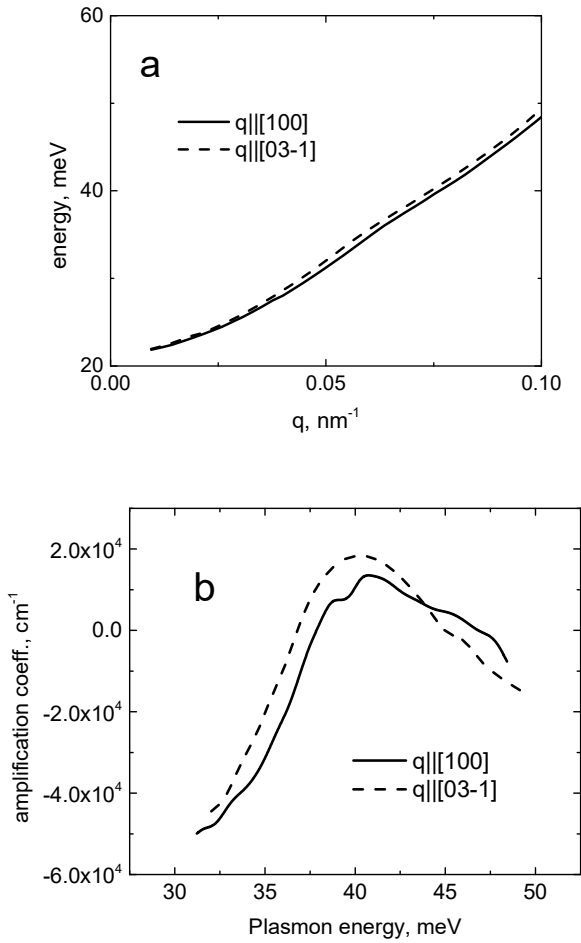 60
a
q||[100]
q||[03-1]
40
energy, meV
20
0.00 0.05 0.10
q, nm⁻¹
2.0x10⁴
b
0.0
-2.0x10⁴
amplification coeff., cm⁻¹
q||[100]
q||[03-1]
-4.0x10⁴
-6.0x10⁴
30 35 40 45 50
Plasmon energy, meV